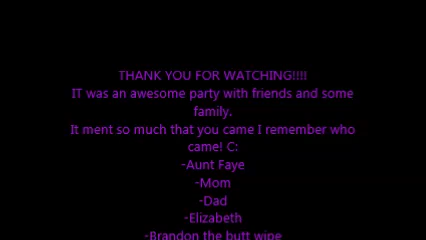 THANK YOU FOR WATCHING!!!!
IT was an awesome party with friends and some
family.
It ment so much that you came I remember who
came! C:
-Aunt Faye
-Mom
-Dad
-Elizabeth
-Brandon the butt wipe